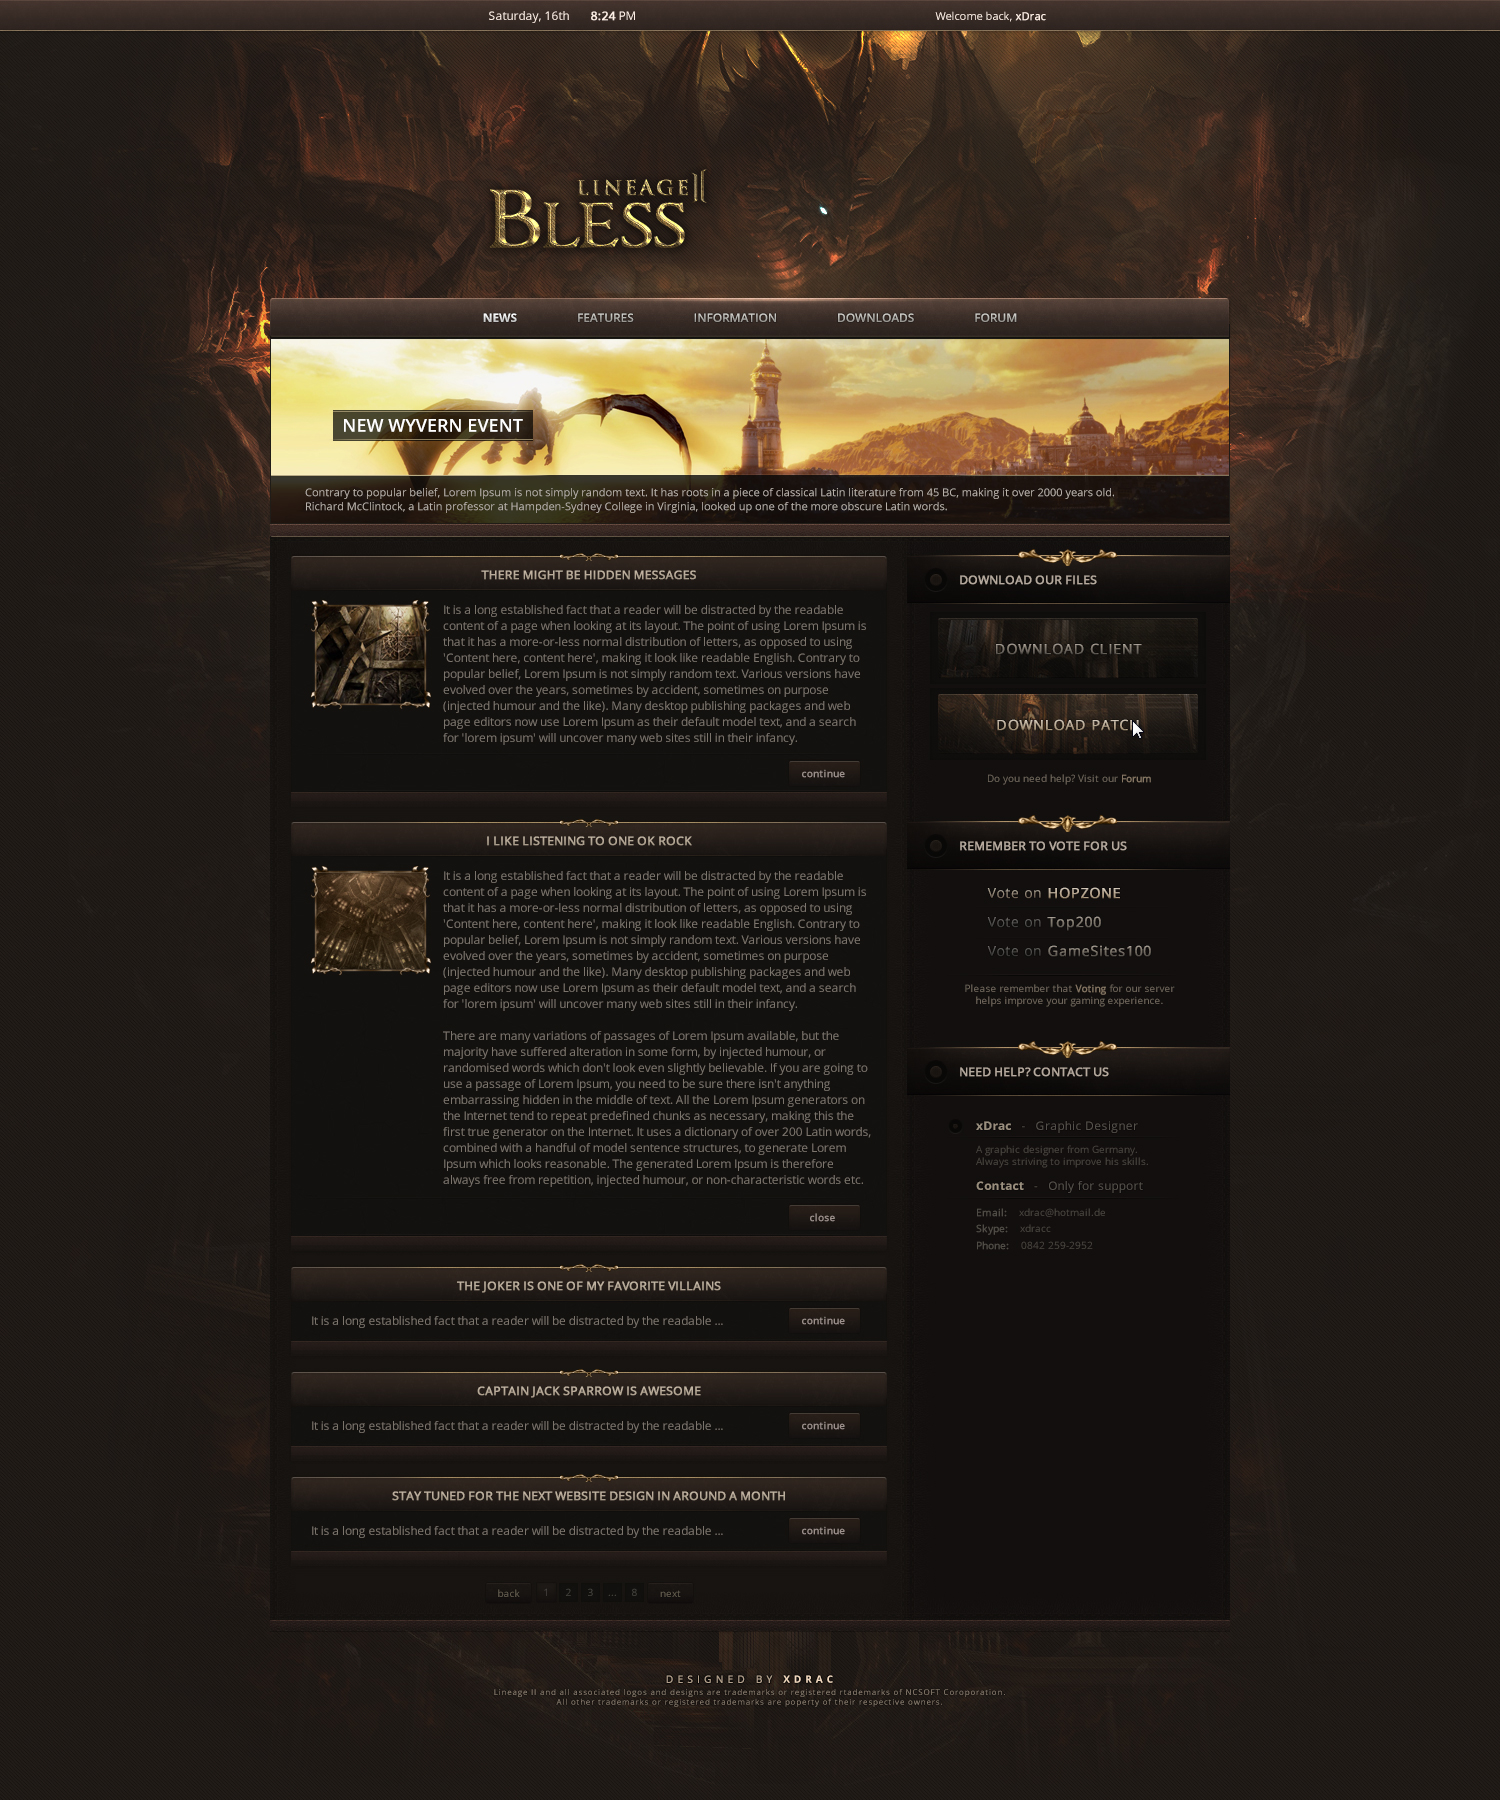 Saturday, 16th 8:24 PM
Welcome back, xDrac
LINEAGE II
BLESS
NEWS FEATURES INFORMATION DOWNLOADS FORUM
NEW WYVERN EVENT
Contrary to popular belief, Lorem Ipsum is not simply random text. It has roots in a piece of classical Latin literature from 45 BC, making it over 2000 years old.
Richard McClintock, a Latin professor at Hampden-Sydney College in Virginia, looked up one of the more obscure Latin words.
THERE MIGHT BE HIDDEN MESSAGES
It is a long established fact that a reader will be distracted by the readable
content of a page when looking at its layout. The point of using Lorem Ipsum is
that it has a more-or-less normal distribution of letters, as opposed to using
'Content here, content here', making it look like readable English. Contrary to
popular belief, Lorem Ipsum is not simply random text. Various versions have
evolved over the years, sometimes by accident, sometimes on purpose
(injected humour and the like). Many desktop publishing packages and web
page editors now use Lorem Ipsum as their default model text, and a search
for 'lorem ipsum' will uncover many web sites still in their infancy.
continue
I LIKE LISTENING TO ONE OK ROCK
It is a long established fact that a reader will be distracted by the readable
content of a page when looking at its layout. The point of using Lorem Ipsum is
that it has a more-or-less normal distribution of letters, as opposed to using
'Content here, content here', making it look like readable English. Contrary to
popular belief, Lorem Ipsum is not simply random text. Various versions have
evolved over the years, sometimes by accident, sometimes on purpose
(injected humour and the like). Many desktop publishing packages and web
page editors now use Lorem Ipsum as their default model text, and a search
for 'lorem ipsum' will uncover many web sites still in their infancy.
There are many variations of passages of Lorem Ipsum available, but the
majority have suffered alteration in some form, by injected humour, or
randomised words which don't look even slightly believable. If you are going to
use a passage of Lorem Ipsum, you need to be sure there isn't anything
embarrassing hidden in the middle of text. All the Lorem Ipsum generators on
the Internet tend to repeat predefined chunks as necessary, making this the
first true generator on the Internet. It uses a dictionary of over 200 Latin words,
combined with a handful of model sentence structures, to generate Lorem
Ipsum which looks reasonable. The generated Lorem Ipsum is therefore
always free from repetition, injected humour, or non-characteristic words etc.
close
THE JOKER IS ONE OF MY FAVORITE VILLAINS
It is a long established fact that a reader will be distracted by the readable ...
continue
CAPTAIN JACK SPARROW IS AWESOME
It is a long established fact that a reader will be distracted by the readable ...
continue
STAY TUNED FOR THE NEXT WEBSITE DESIGN IN AROUND A MONTH
It is a long established fact that a reader will be distracted by the readable ...
continue
back 1 2 3 ... 8 next
DOWNLOAD OUR FILES
DOWNLOAD CLIENT
DOWNLOAD PATCH
Do you need help? Visit our Forum
REMEMBER TO VOTE FOR US
Vote on HOPZONE
Vote on Top200
Vote on GameSites100
Please remember that Voting for our server
helps improve your gaming experience.
NEED HELP? CONTACT US
xDrac - Graphic Designer
A graphic designer from Germany.
Always striving to improve his skills.
Contact - Only for support
Email: xdrac@hotmail.de
Skype: xdracc
Phone: 0842 259-2952
DESIGNED BY XDRAC
Lineage II and all associated logos and designs are trademarks or registered rtademarks of NCSOFT Coroporation.
All other trademarks or registered trademarks are poperty of their respective owners.